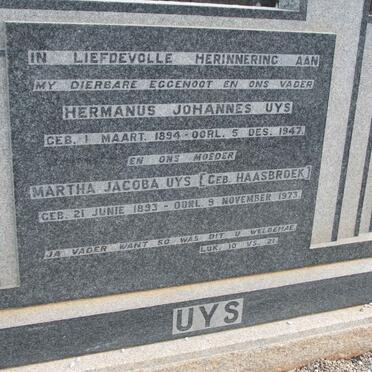 IN LIEFDEVOLLE HERINNERING AAN
MY DIERBARE EGGENOOT EN ONS VADER
HERMANUS JOHANNES UYS
GEB. 1 MAART. 1894 - OORL. 5 DES. 1947.
EN ONS MOEDER
MARTHA JACOBA UYS [GEB. HAASBROEK]
GEB. 21 JUNIE 1893 - OORL. 9 NOVEMBER 1973.
JA VADER WANT SO WAS DIT U WELBEHAE
LUK. 10 VS. 21.
UYS